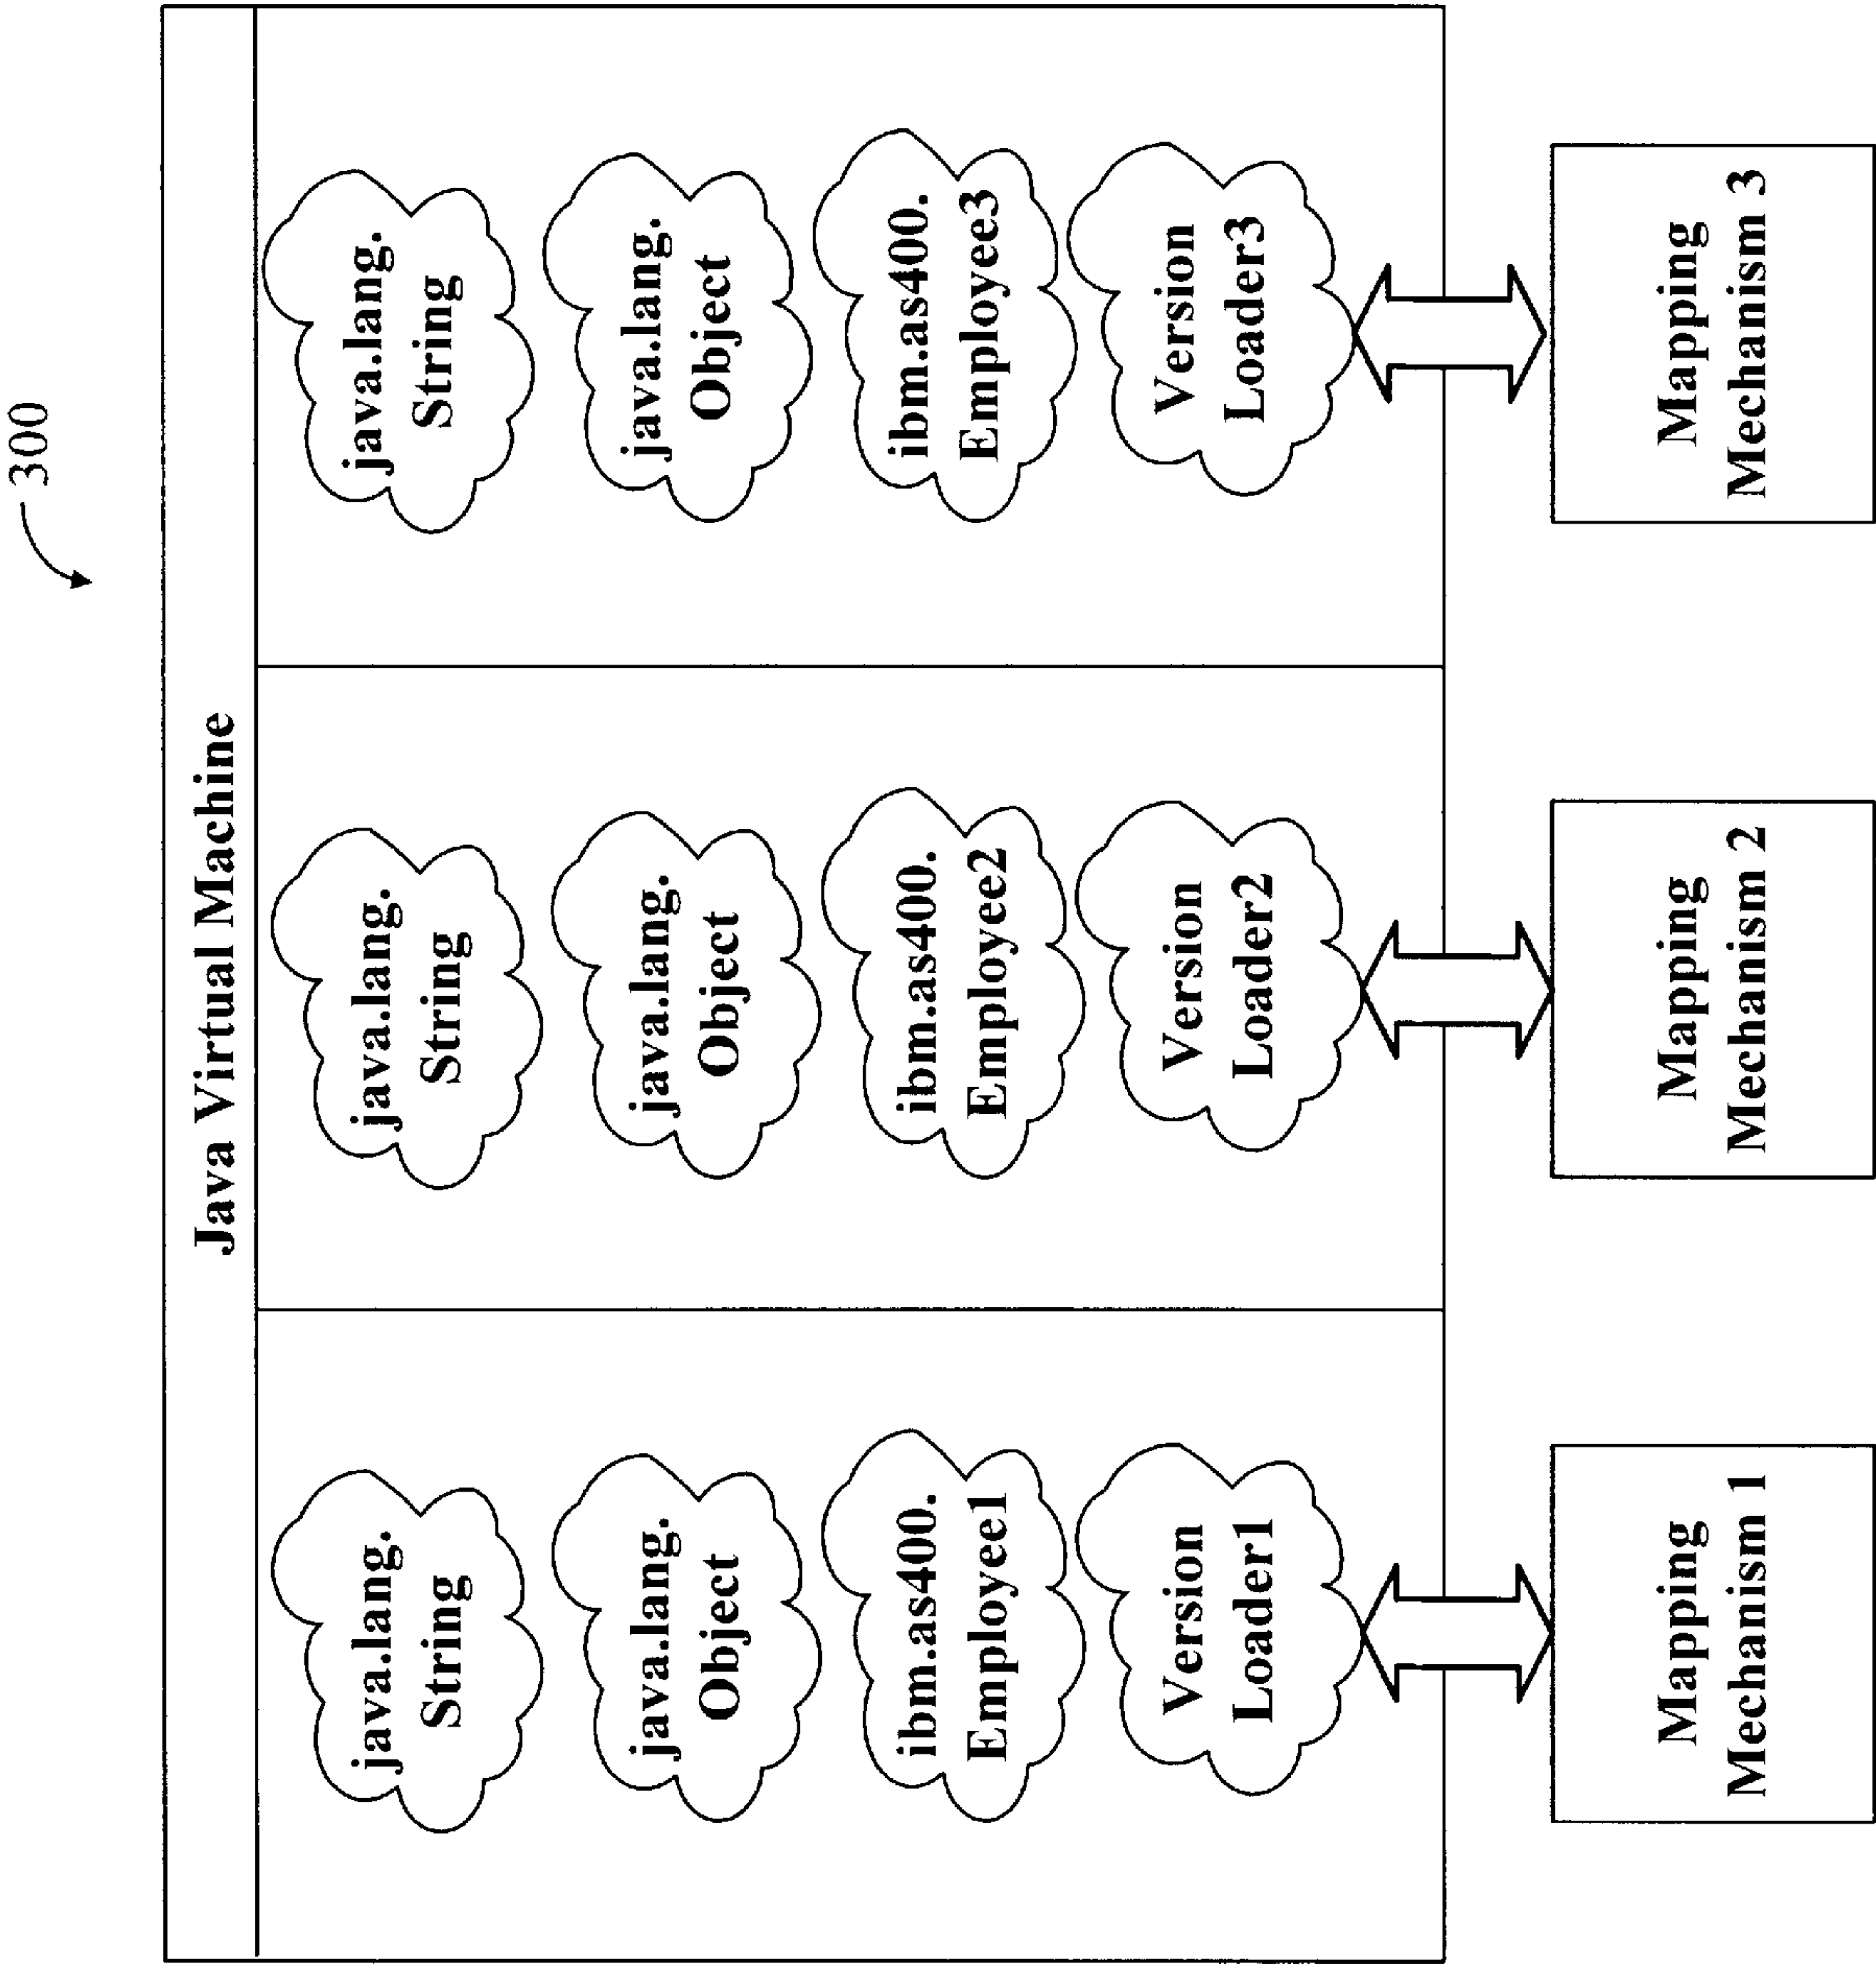 300
Java Virtual Machine
java.lang.
String
java.lang.
Object
ibm.as400.
Employee1
Version
Loader1
Mapping
Mechanism 1
java.lang.
String
java.lang.
Object
ibm.as400.
Employee2
Version
Loader2
Mapping
Mechanism 2
java.lang.
String
java.lang.
Object
ibm.as400.
Employee3
Version
Loader3
Mapping
Mechanism 3